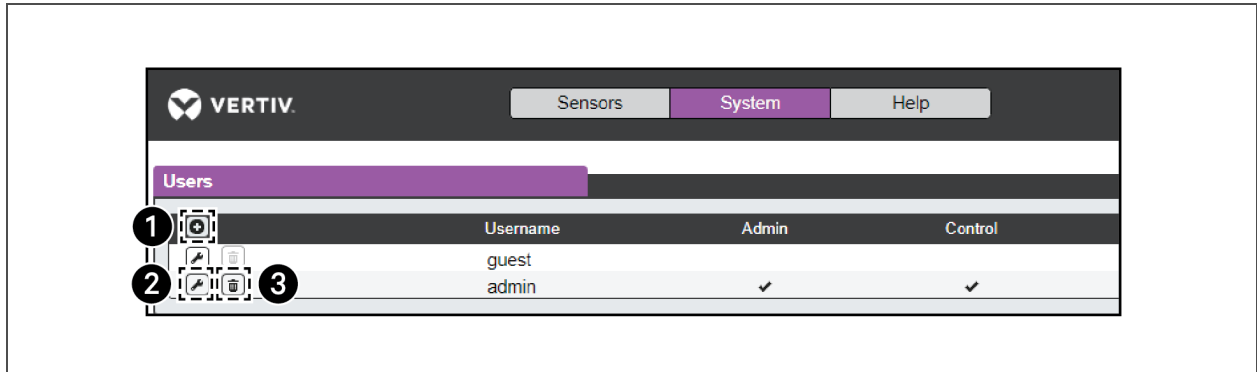 VERTIV. Sensors System Help
Users
1 Username Admin Control
guest
2 3 admin ✔ ✔